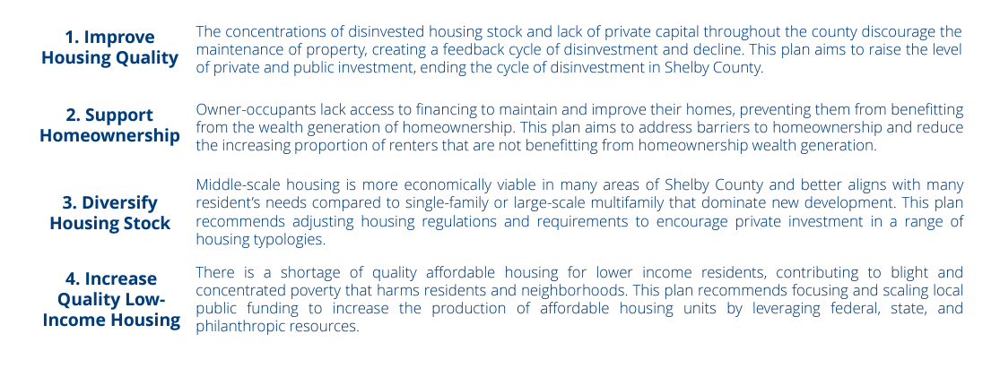 1. Improve
Housing Quality
The concentrations of disinvested housing stock and lack of private capital throughout the county discourage the
maintenance of property, creating a feedback cycle of disinvestment and decline. This plan aims to raise the level
of private and public investment, ending the cycle of disinvestment in Shelby County.
2. Support
Homeownership
Owner-occupants lack access to financing to maintain and improve their homes, preventing them from benefitting
from the wealth generation of homeownership. This plan aims to address barriers to homeownership and reduce
the increasing proportion of renters that are not benefitting from homeownership wealth generation.
3. Diversify
Housing Stock
Middle-scale housing is more economically viable in many areas of Shelby County and better aligns with many
resident's needs compared to single-family or large-scale multifamily that dominate new development. This plan
recommends adjusting housing regulations and requirements to encourage private investment in a range of
housing typologies.
4. Increase
Quality Low-
Income Housing
There is a shortage of quality affordable housing for lower income residents, contributing to blight and
concentrated poverty that harms residents and neighborhoods. This plan recommends focusing and scaling local
public funding to increase the production of affordable housing units by leveraging federal, state, and
philanthropic resources.